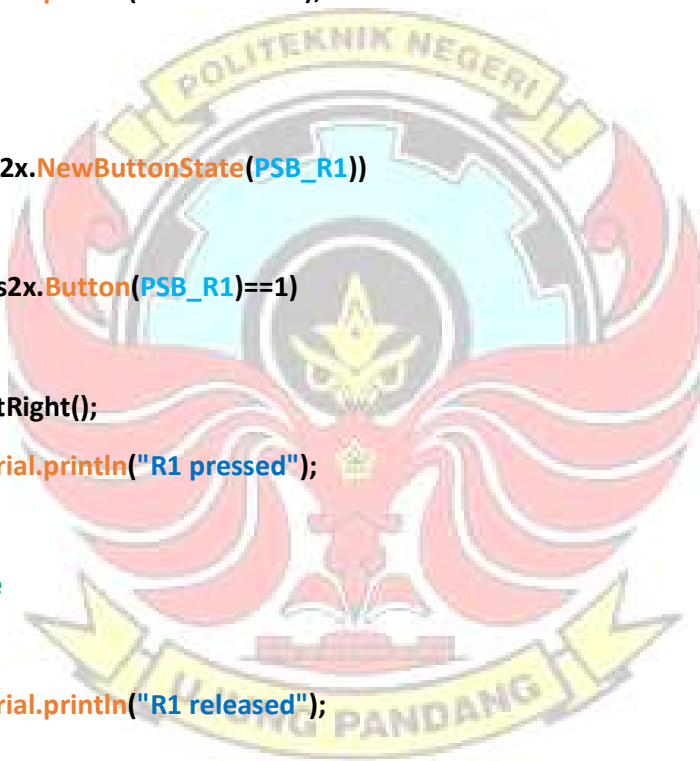 POLITEKNIK NEGERI
2x.NewButtonState(PSB_R1))
s2x.Button(PSB_R1)==1)
tRight();
rial.println("R1 pressed");
rial.println("R1 released");
UJUNG PANDANG